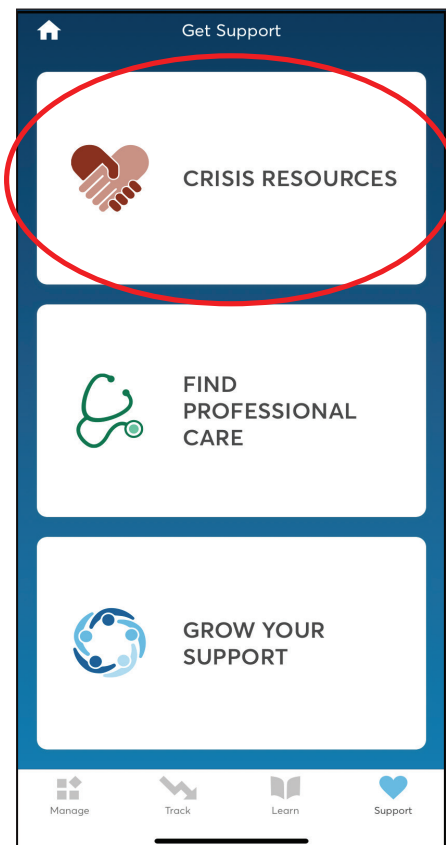 Get Support
CRISIS RESOURCES
FIND
PROFESSIONAL
CARE
GROW YOUR
SUPPORT
Manage Track Learn Support